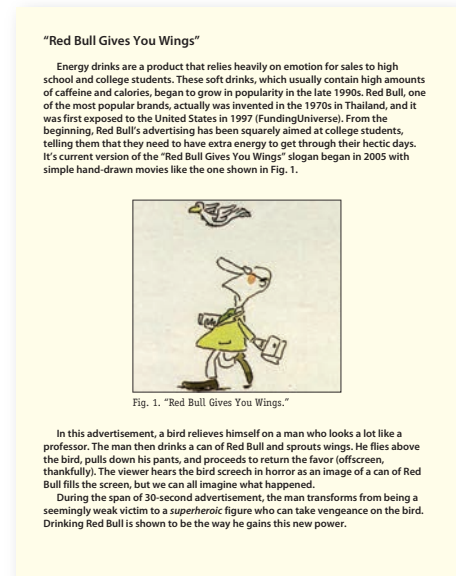 “Red Bull Gives You Wings”
Energy drinks are a product that relies heavily on emotion for sales to high
school and college students. These soft drinks, which usually contain high amounts
of caffeine and calories, began to grow in popularity in the late 1990s. Red Bull, one
of the most popular brands, actually was invented in the 1970s in Thailand, and it
was first exposed to the United States in 1997 (FundingUniverse). From the
beginning, Red Bull’s advertising has been squarely aimed at college students,
telling them that they need to have extra energy to get through their hectic days.
It’s current version of the “Red Bull Gives You Wings” slogan began in 2005 with
simple hand-drawn movies like the one shown in Fig. 1.
Fig. 1. “Red Bull Gives You Wings.”
In this advertisement, a bird relieves himself on a man who looks a lot like a
professor. The man then drinks a can of Red Bull and sprouts wings. He flies above
the bird, pulls down his pants, and proceeds to return the favor (offscreen,
thankfully). The viewer hears the bird screech in horror as an image of a can of Red
Bull fills the screen, but we can all imagine what happened.
During the span of 30-second advertisement, the man transforms from being a
seemingly weak victim to a superheroic figure who can take vengeance on the bird.
Drinking Red Bull is shown to be the way he gains this new power.